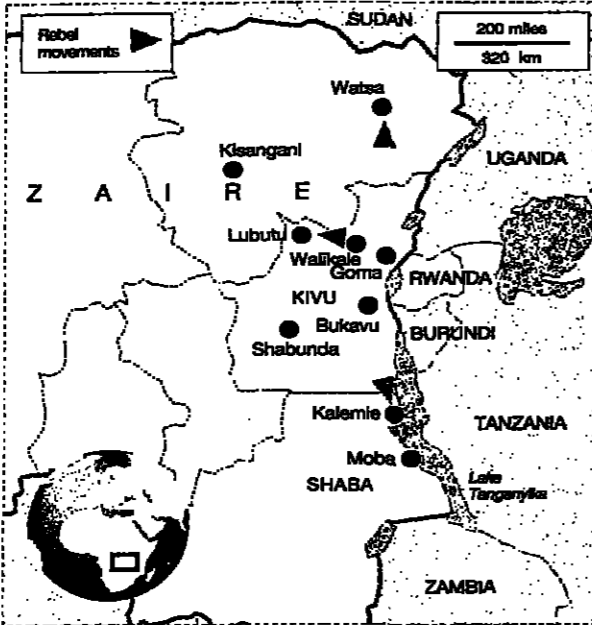 SUDAN
Rebel
movements
200 miles
320 km
Watsa
Kisangani
UGANDA
Z A I R E
Lubutu
Walikale
Goma
RWANDA
KIVU
Bukavu
BURUNDI
Shabunda
Kalemie
TANZANIA
Moba
SHABA
Lake
Tanganyika
ZAMBIA